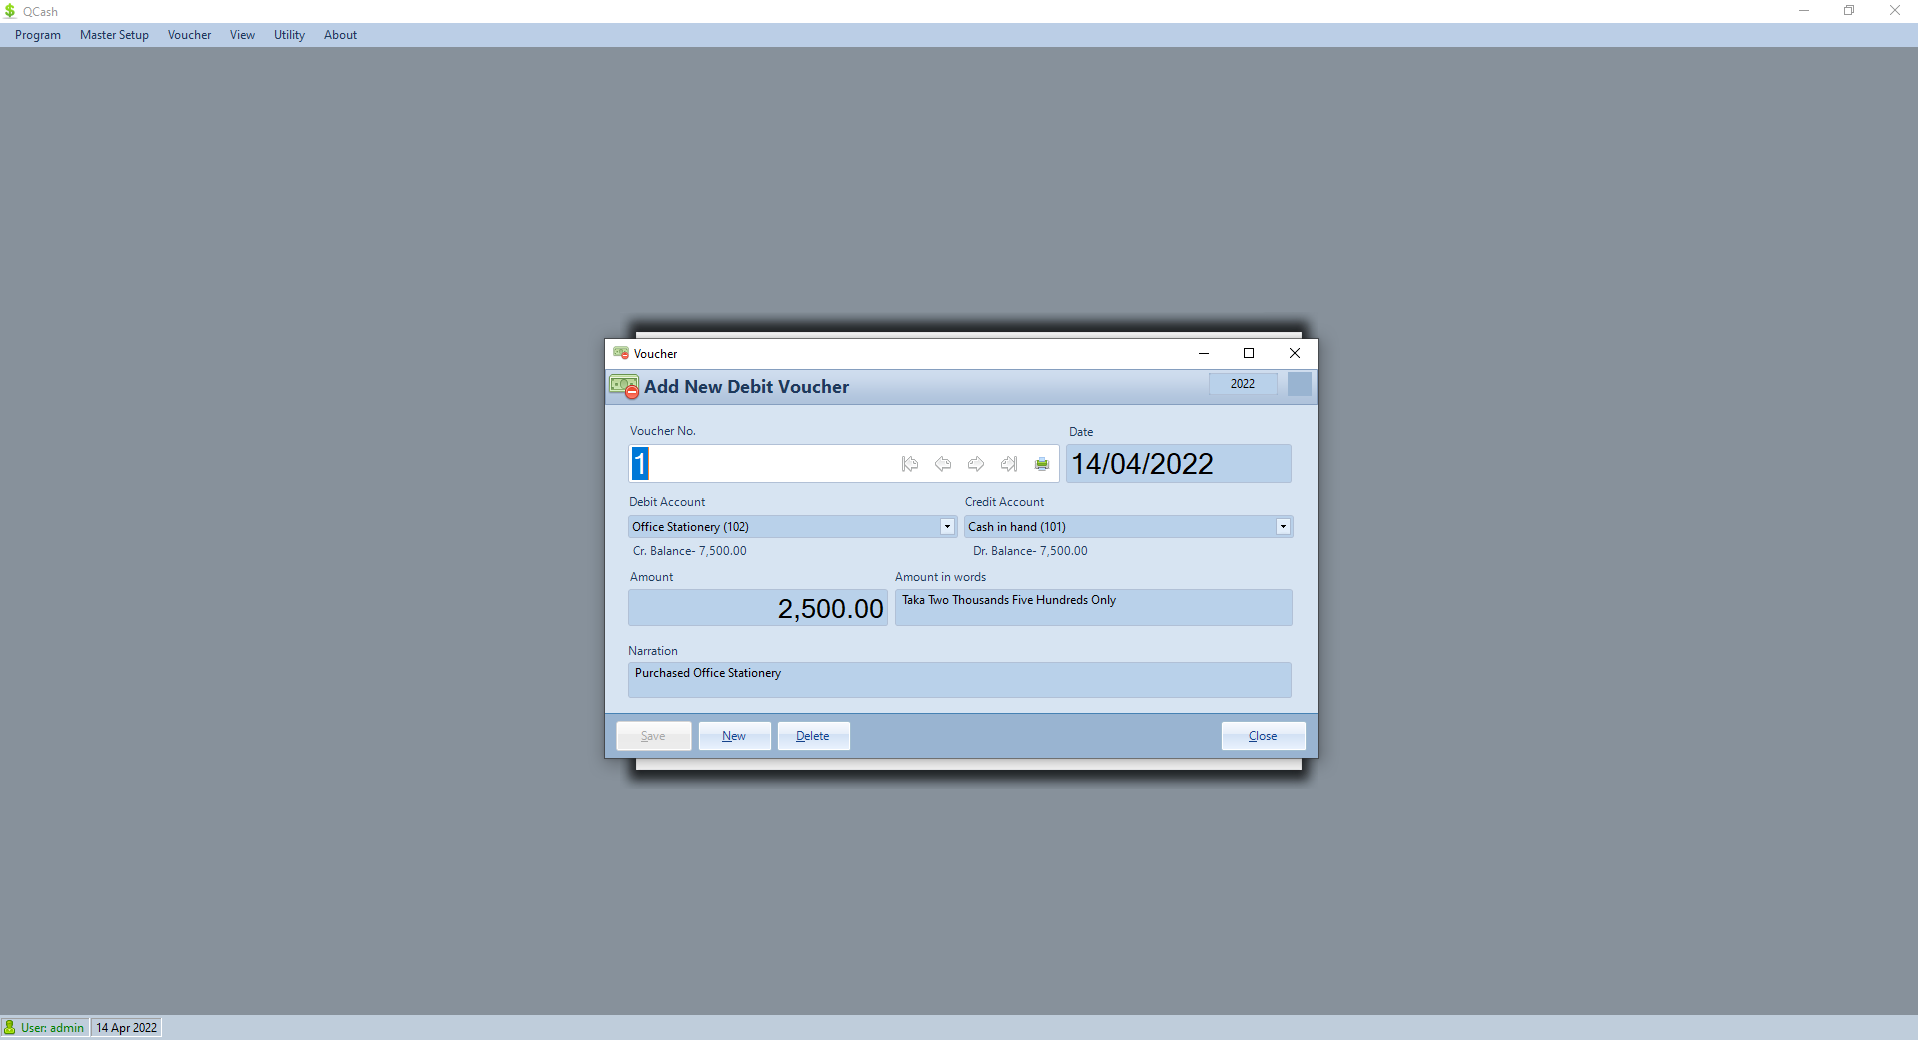 QCash
Program Master Setup Voucher View Utility About
Voucher
Add New Debit Voucher 2022
Voucher No. Date
1 14/04/2022
Debit Account Credit Account
Office Stationery (102) Cash in hand (101)
Cr. Balance- 7,500.00 Dr. Balance- 7,500.00
Amount Amount in words
2,500.00 Taka Two Thousands Five Hundreds Only
Narration
Purchased Office Stationery
Save New Delete Close
User: admin 14 Apr 2022